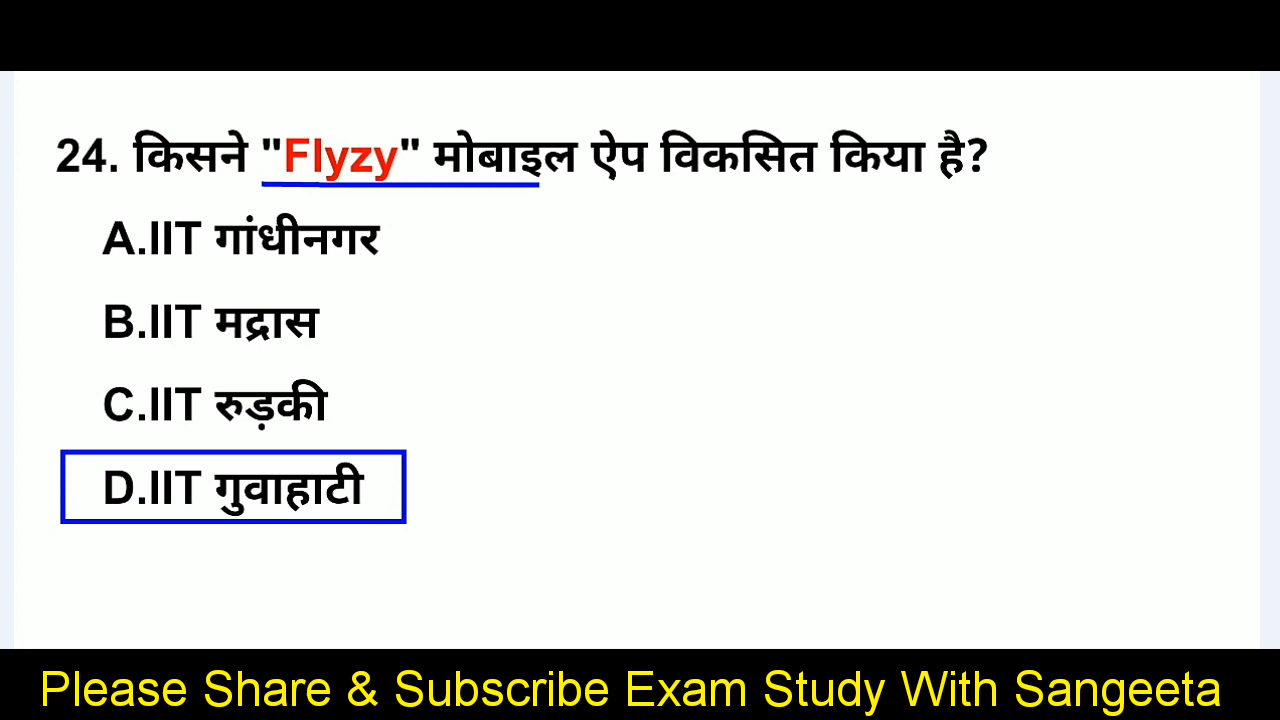 24. किसने "Flyzy" मोबाइल ऐप विकसित किया है?
A.IIT गांधीनगर
B.IIT मद्रास
C.IIT रुड़की
D.IIT गुवाहाटी
Please Share & Subscribe Exam Study With Sangeeta